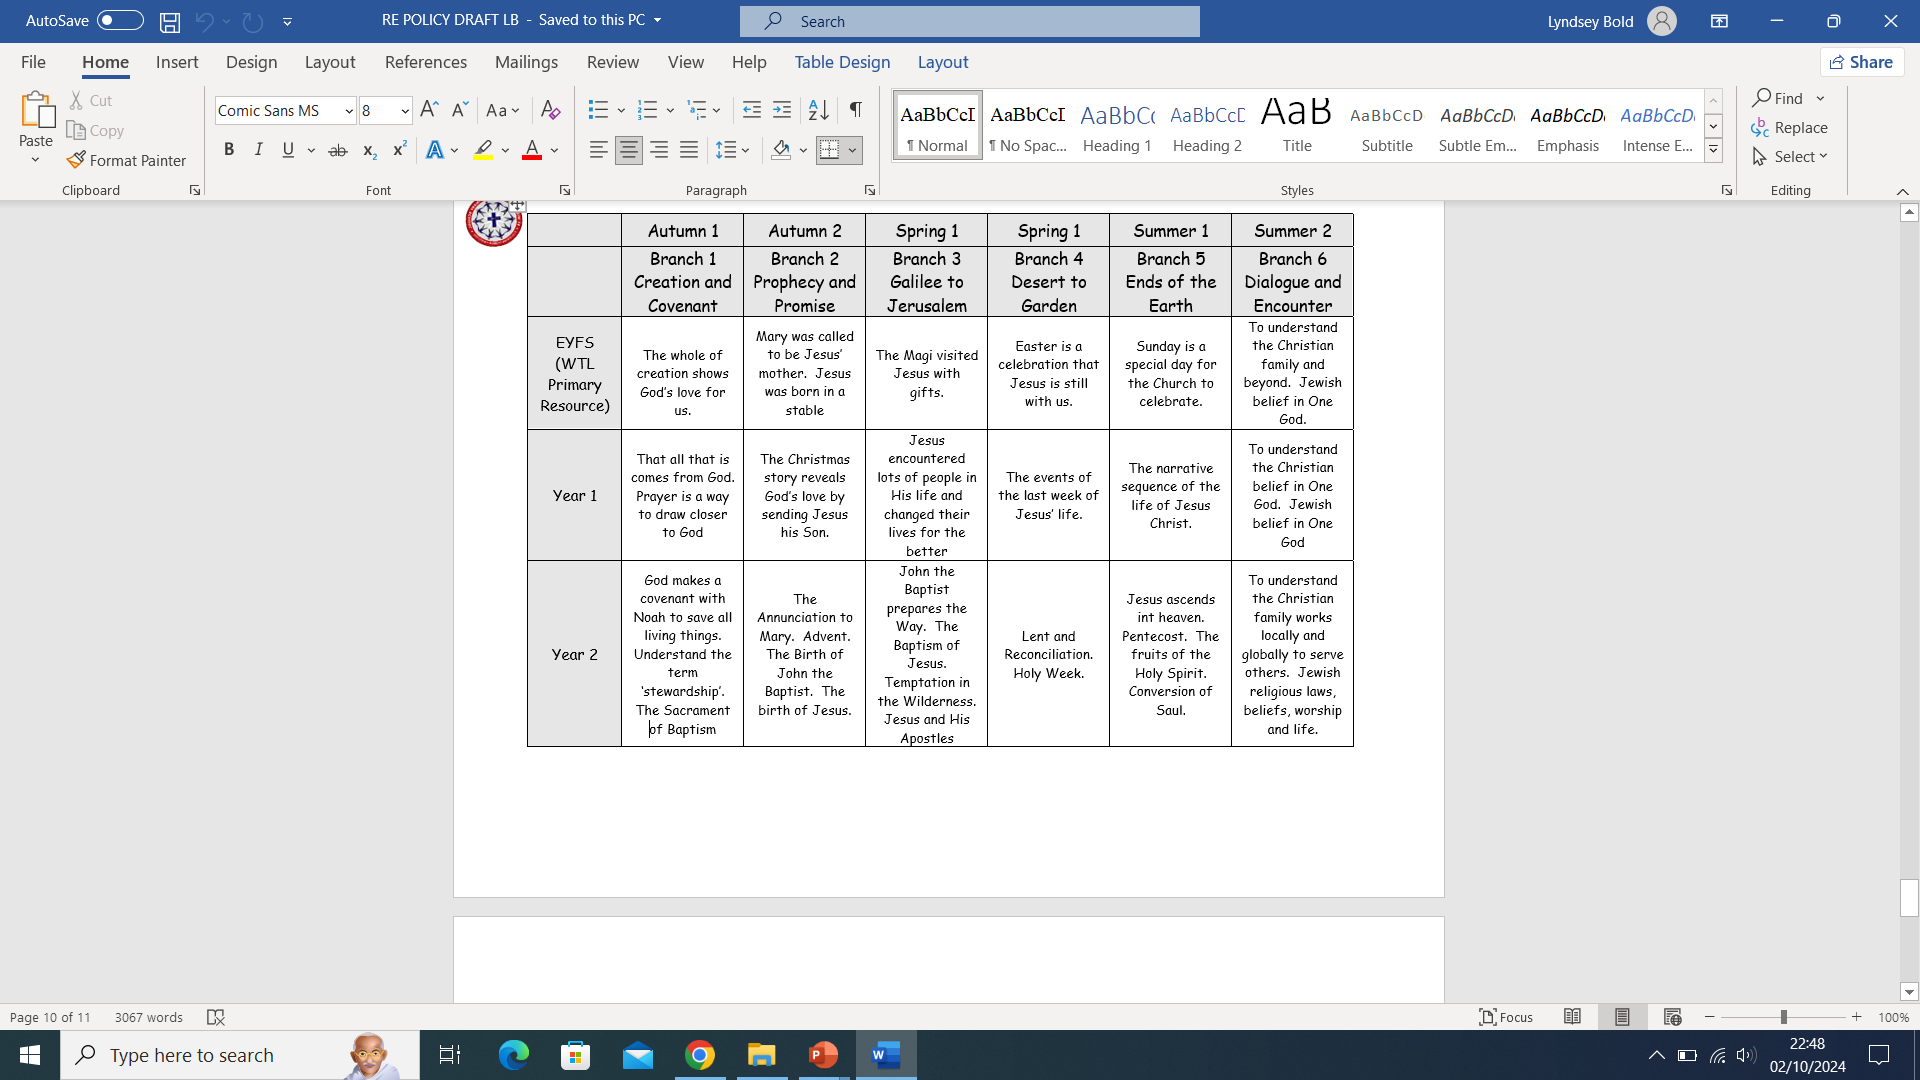 AutoSave
RE POLICY DRAFT LB - Saved to this PC
Search
Lyndsey Bold
File Home Insert Design Layout References Mailings Review View Help Table Design Layout
Share
Paste
Cut
Copy
Format Painter
Clipboard
Comic Sans MS 8
Font
Paragraph
AaBbCcI AaBbCcI AaBbC AaBbCcD AaB AaBbCcD AaBbCcD AaBbCcD AaBbCcD
¶ Normal ¶ No Spac... Heading 1 Heading 2 Title Subtitle Subtle Em... Emphasis Intense E...
Styles
Find
Replace
Select
Editing
Autumn 1 Autumn 2 Spring 1 Spring 1 Summer 1 Summer 2
Branch 1
Creation and
Covenant
Branch 2
Prophecy and
Promise
Branch 3
Galilee to
Jerusalem
Branch 4
Desert to
Garden
Branch 5
Ends of the
Earth
Branch 6
Dialogue and
Encounter
EYFS
(WTL
Primary
Resource)
The whole of
creation shows
God's love for
us.
Mary was called
to be Jesus'
mother. Jesus
was born in a
stable
The Magi visited
Jesus with
gifts.
Easter is a
celebration that
Jesus is still
with us.
Sunday is a
special day for
the Church to
celebrate.
To understand
the Christian
family and
beyond. Jewish
belief in One
God.
Year 1
That all that is
comes from God.
Prayer is a way
to draw closer
to God
The Christmas
story reveals
God's love by
sending Jesus
his Son.
Jesus
encountered
lots of people in
His life and
changed their
lives for the
better
The events of
the last week of
Jesus' life.
The narrative
sequence of the
life of Jesus
Christ.
To understand
the Christian
belief in One
God. Jewish
belief in One
God
Year 2
God makes a
covenant with
Noah to save all
living things.
Understand the
term
‘stewardship’.
The Sacrament
of Baptism
The
Annunciation to
Mary. Advent.
The Birth of
John the
Baptist. The
birth of Jesus.
John the
Baptist
prepares the
Way. The
Baptism of
Jesus.
Temptation in
the Wilderness.
Jesus and His
Apostles
Lent and
Reconciliation.
Holy Week.
Jesus ascends
int heaven.
Pentecost. The
fruits of the
Holy Spirit.
Conversion of
Saul.
To understand
the Christian
family works
locally and
globally to serve
others. Jewish
religious laws,
beliefs, worship
and life.
Page 10 of 11 3067 words
Focus
100%
Type here to search
22:48
02/10/2024